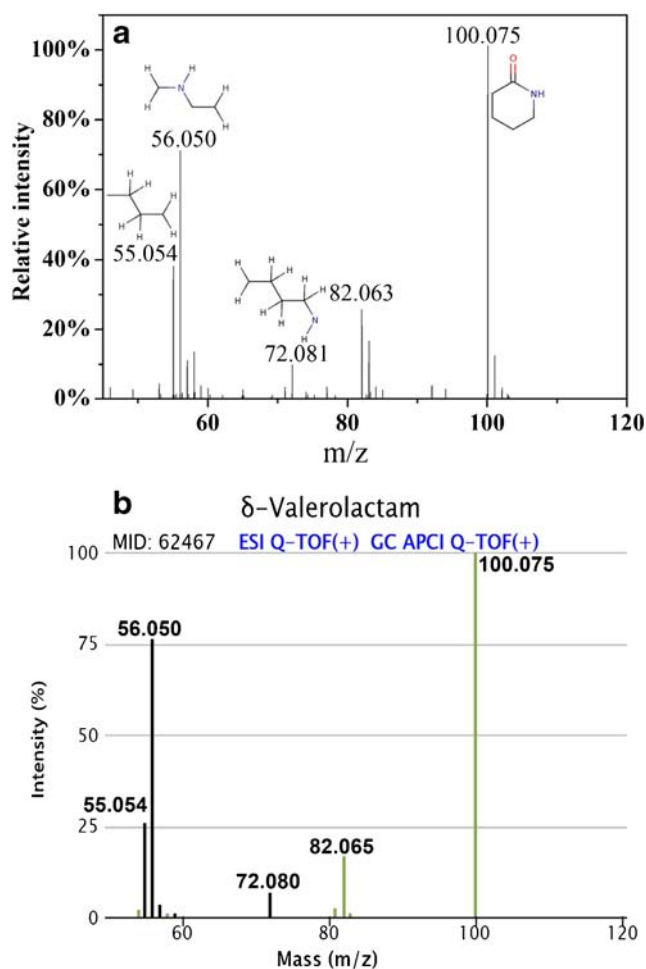 a
100.075
100%
O
NH
H
N
H
H
H
H
80%
56.050
60%
H
H
H
H
H
H
55.054
40%
H
H
H
H
H
H
H
N
H
82.063
20%
72.081
0%
Relative intensity
60
80
100
120
m/z
b
δ-Valerolactam
MID: 62467 ESI Q-TOF(+) GC APCI Q-TOF(+)
100
100.075
56.050
75
50
55.054
25
82.065
72.080
0
Intensity (%)
60
80
100
120
Mass (m/z)